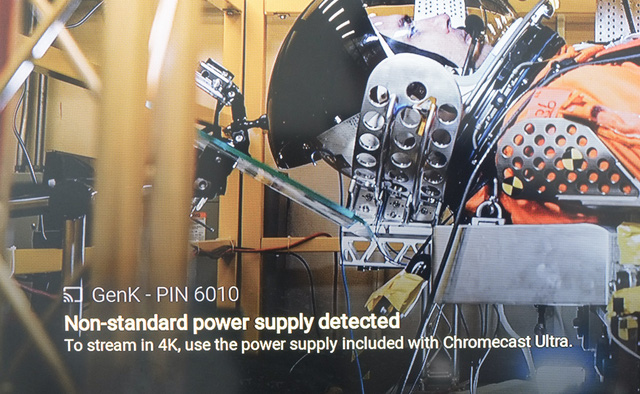 GenK - PIN 6010
Non-standard power supply detected
To stream in 4K, use the power supply included with Chromecast Ultra.